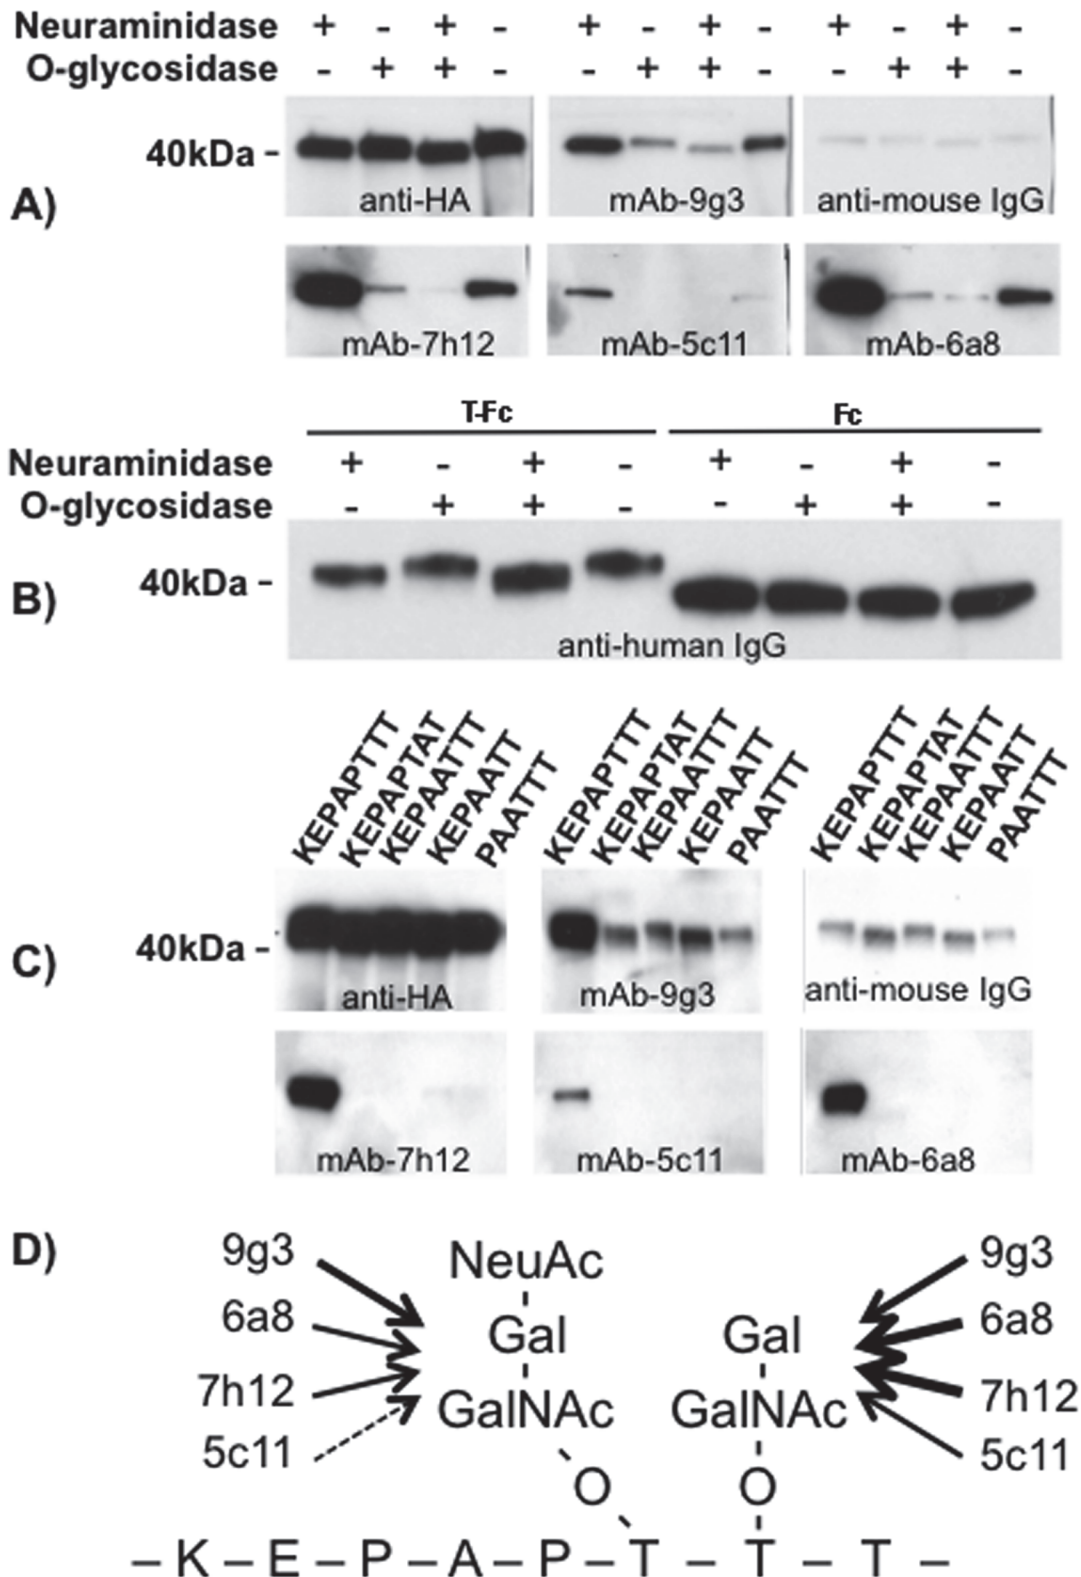 Neuraminidase + - + - + - + - + - + -
O-glycosidase - + + - - + + - - + + -
40kDa -
anti-HA mAb-9g3 anti-mouse IgG
A)
mAb-7h12 mAb-5c11 mAb-6a8
T-Fc Fc
Neuraminidase + - + - + - + -
O-glycosidase - + + - - + + -
40kDa -
B)
anti-human IgG
KEPAPTTT KEPAPTAT KEPAATTT KEPAATT PAATTT KEPAPTTT KEPAPTAT KEPAATTT KEPAATT PAATTT KEPAPTTT KEPAPTAT KEPAATTT KEPAATT PAATTT
40kDa -
C)
anti-HA mAb-9g3 anti-mouse IgG
mAb-7h12 mAb-5c11 mAb-6a8
D)
9g3 NeuAc 9g3
6a8 Gal Gal 6a8
7h12 GalNAc GalNAc 7h12
5c11 5c11
O O
– K – E – P – A – P – T – T – T –